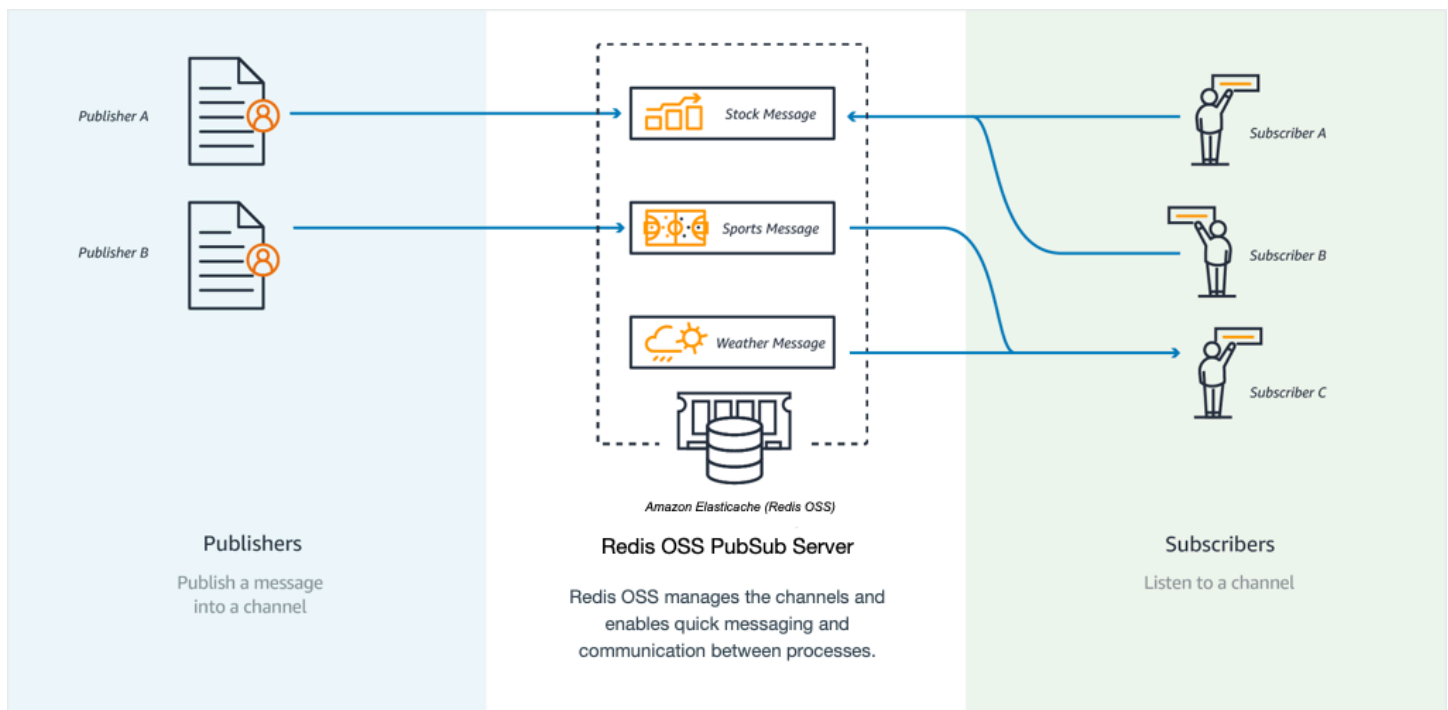 Publisher A
Publisher B
Stock Message
Sports Message
Weather Message
Subscriber A
Subscriber B
Subscriber C
Amazon Elasticache (Redis OSS)
Publishers
Publish a message
into a channel
Redis OSS PubSub Server
Redis OSS manages the channels and
enables quick messaging and
communication between processes.
Subscribers
Listen to a channel